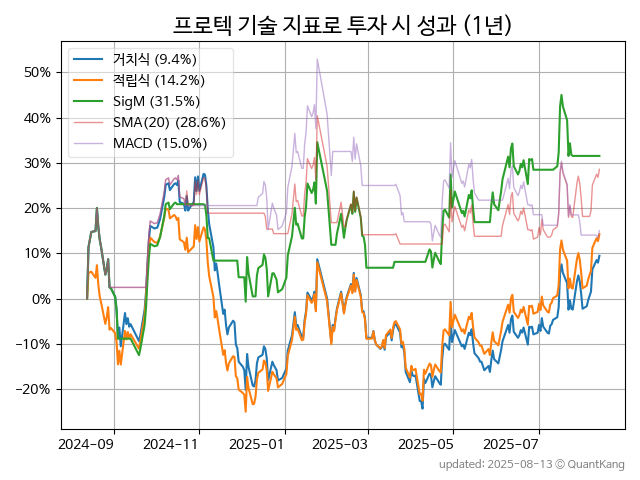 프로텍 기술 지표로 투자 시 성과 (1년)
거치식 (9.4%)
적립식 (14.2%)
SigM (31.5%)
SMA(20) (28.6%)
MACD (15.0%)
50%
40%
30%
20%
10%
0%
−10%
−20%
2024-09
2024-11
2025-01
2025-03
2025-05
2025-07
updated: 2025-08-13 © QuantKang